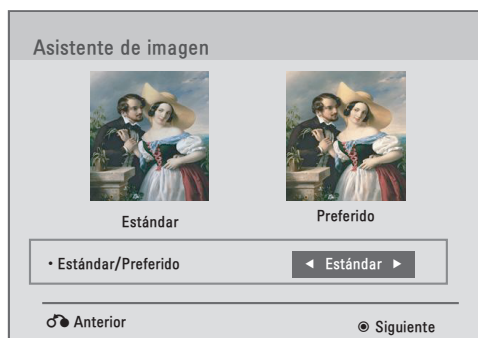 Asistente de imagen
Estándar
Preferido
• Estándar/Preferido ◄ Estándar ►
Anterior
◉ Siguiente